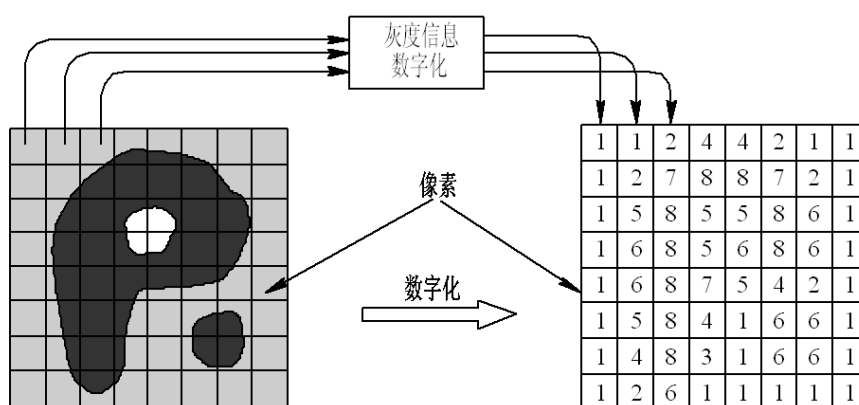 灰度信息
数字化
像素
数字化
1 1 2 4 4 2 1 1
1 2 7 8 8 7 2 1
1 5 8 5 5 8 6 1
1 6 8 5 6 8 6 1
1 6 8 7 5 4 2 1
1 5 8 4 1 6 6 1
1 4 8 3 1 6 6 1
1 2 6 1 1 1 1 1